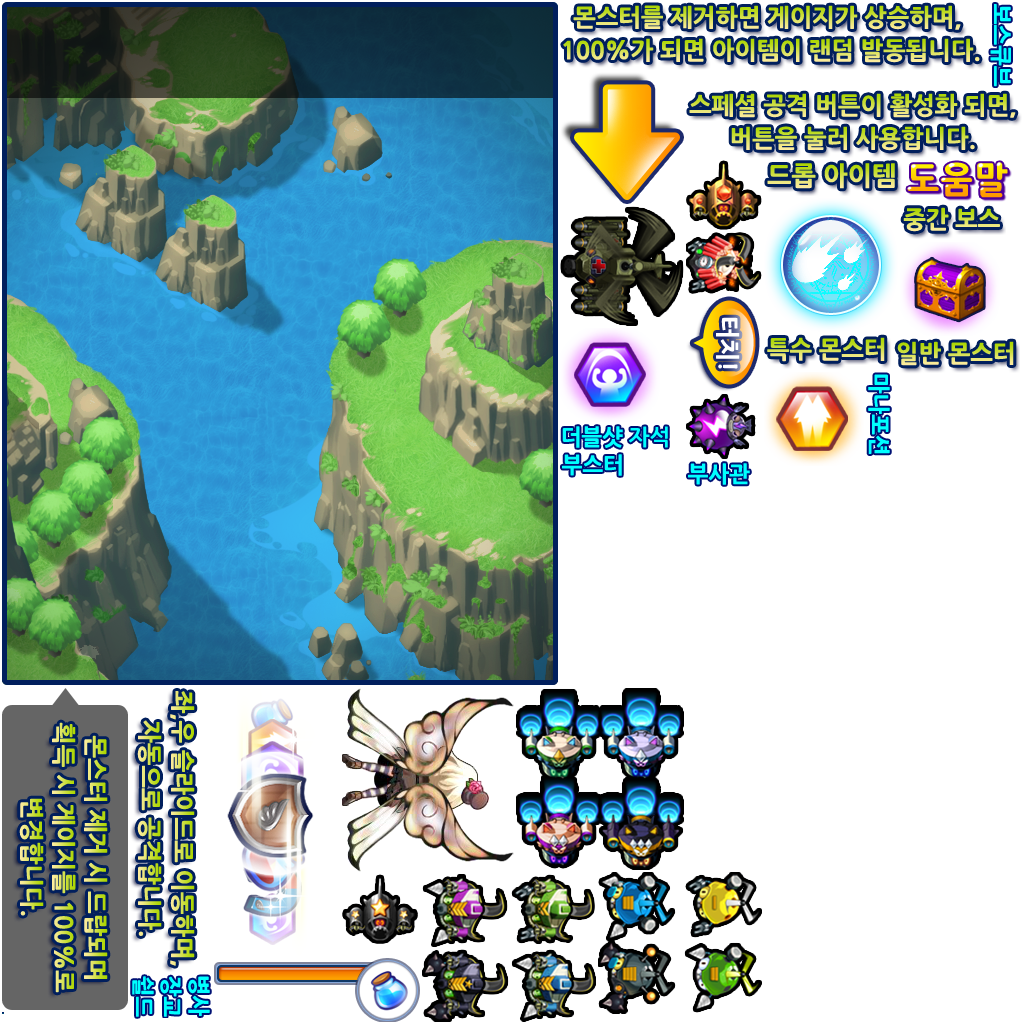 몬스터를 제거하면 게이지가 상승하며,
100%가 되면 아이템이 랜덤 발동됩니다.
보스큐브
스페셜 공격 버튼이 활성화 되면,
버튼을 눌러 사용합니다.
드롭 아이템
도움말
중간 보스
터치!!
특수 몬스터
일반 몬스터
마나포션
더블샷 자석
부스터
부사관
몬스터 제거 시 드랍되며
획득 시 게이지를 100%로
변경합니다.
좌,우 슬라이드로 이동하며,
자동으로 공격합니다.
병사
장교
쉴드